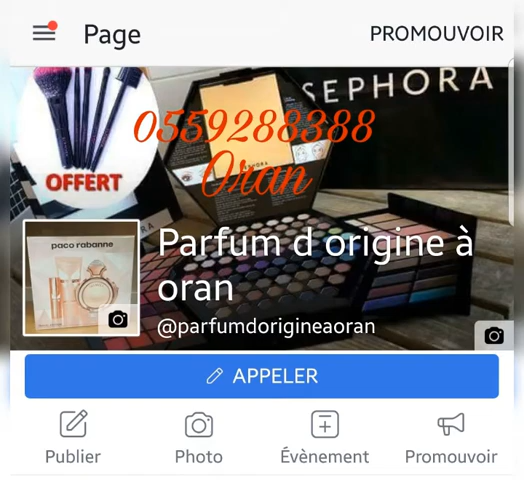 Page
PROMOUVOIR
SEPHORA
0559288388
Oran
OFFERT
paco rabanne
Parfum d origine à
oran
@parfumdorigineaoran
APPELER
Publier
Photo
Évènement
Promouvoir